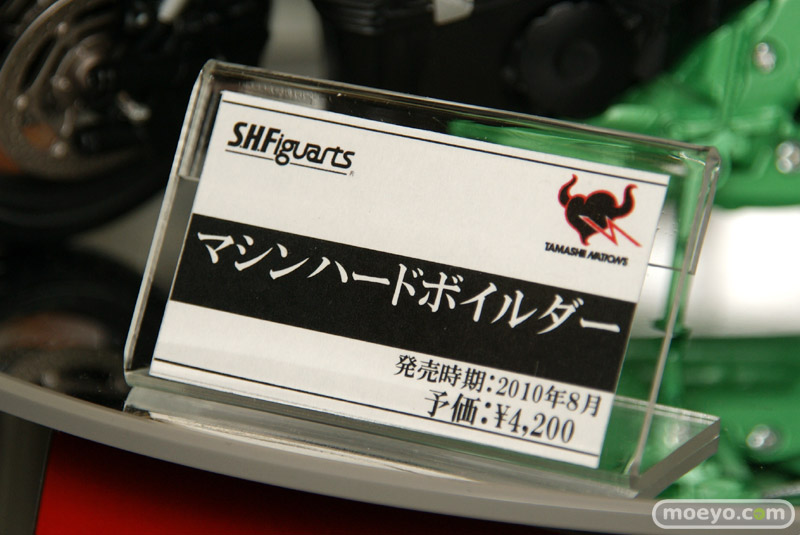 S.H.Figuarts
TAMASHII NATIONS
マシンハードボイルダー
発売時期：2010年8月
予価：¥4,200
moeyo.com